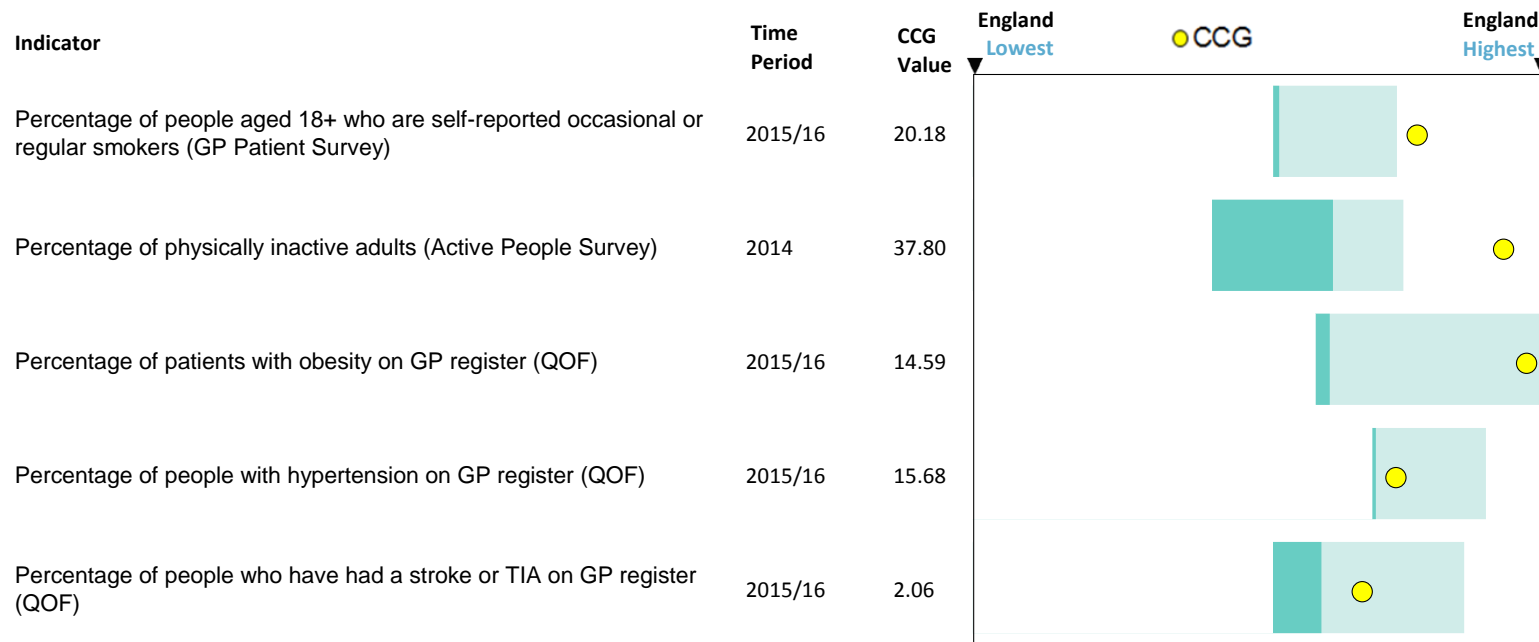 Indicator
Time
Period
CCG
Value
England
Lowest
CCG
England
Highest
Percentage of people aged 18+ who are self-reported occasional or
regular smokers (GP Patient Survey)
2015/16
20.18
Percentage of physically inactive adults (Active People Survey)
2014
37.80
Percentage of patients with obesity on GP register (QOF)
2015/16
14.59
Percentage of people with hypertension on GP register (QOF)
2015/16
15.68
Percentage of people who have had a stroke or TIA on GP register
(QOF)
2015/16
2.06